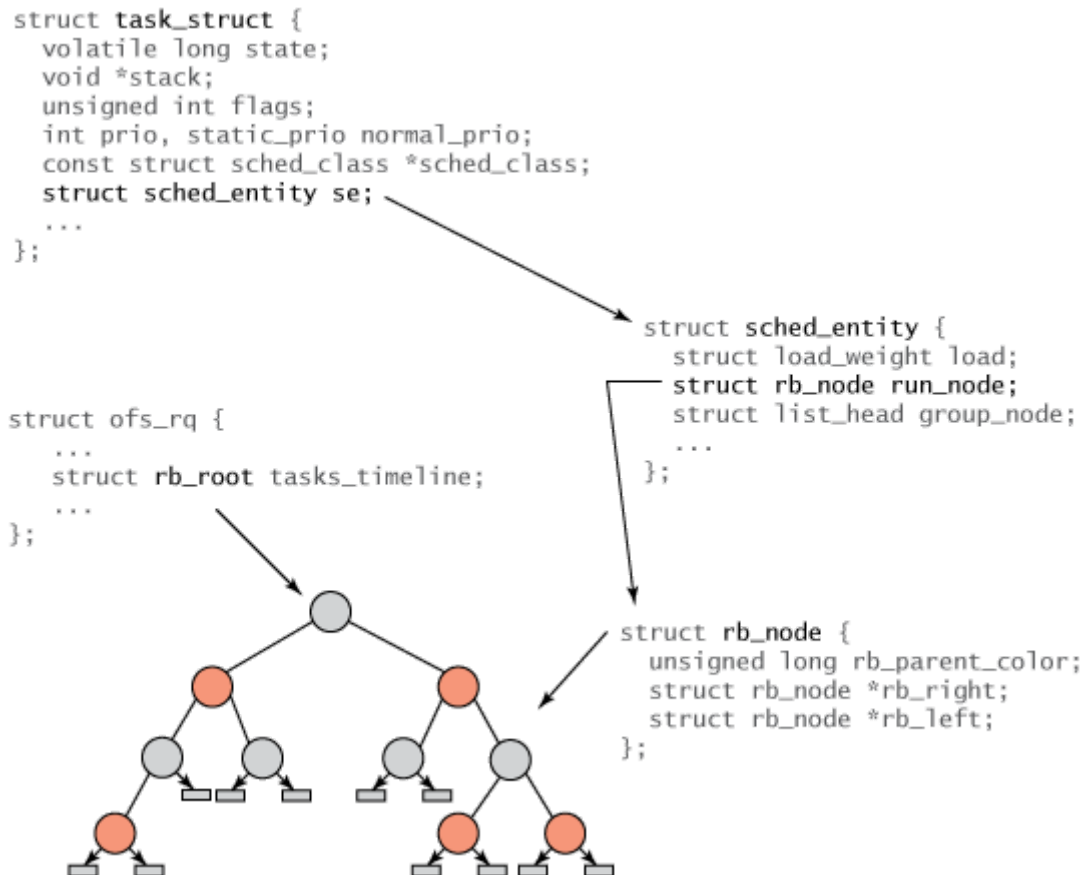 struct task_struct {
volatile long state;
void *stack;
unsigned int flags;
int prio, static_prio normal_prio;
const struct sched_class *sched_class;
struct sched_entity se;
...
};
struct sched_entity {
struct load_weight load;
struct rb_node run_node;
struct list_head group_node;
...
};
struct ofs_rq {
...
struct rb_root tasks_timeline;
...
};
struct rb_node {
unsigned long rb_parent_color;
struct rb_node *rb_right;
struct rb_node *rb_left;
};